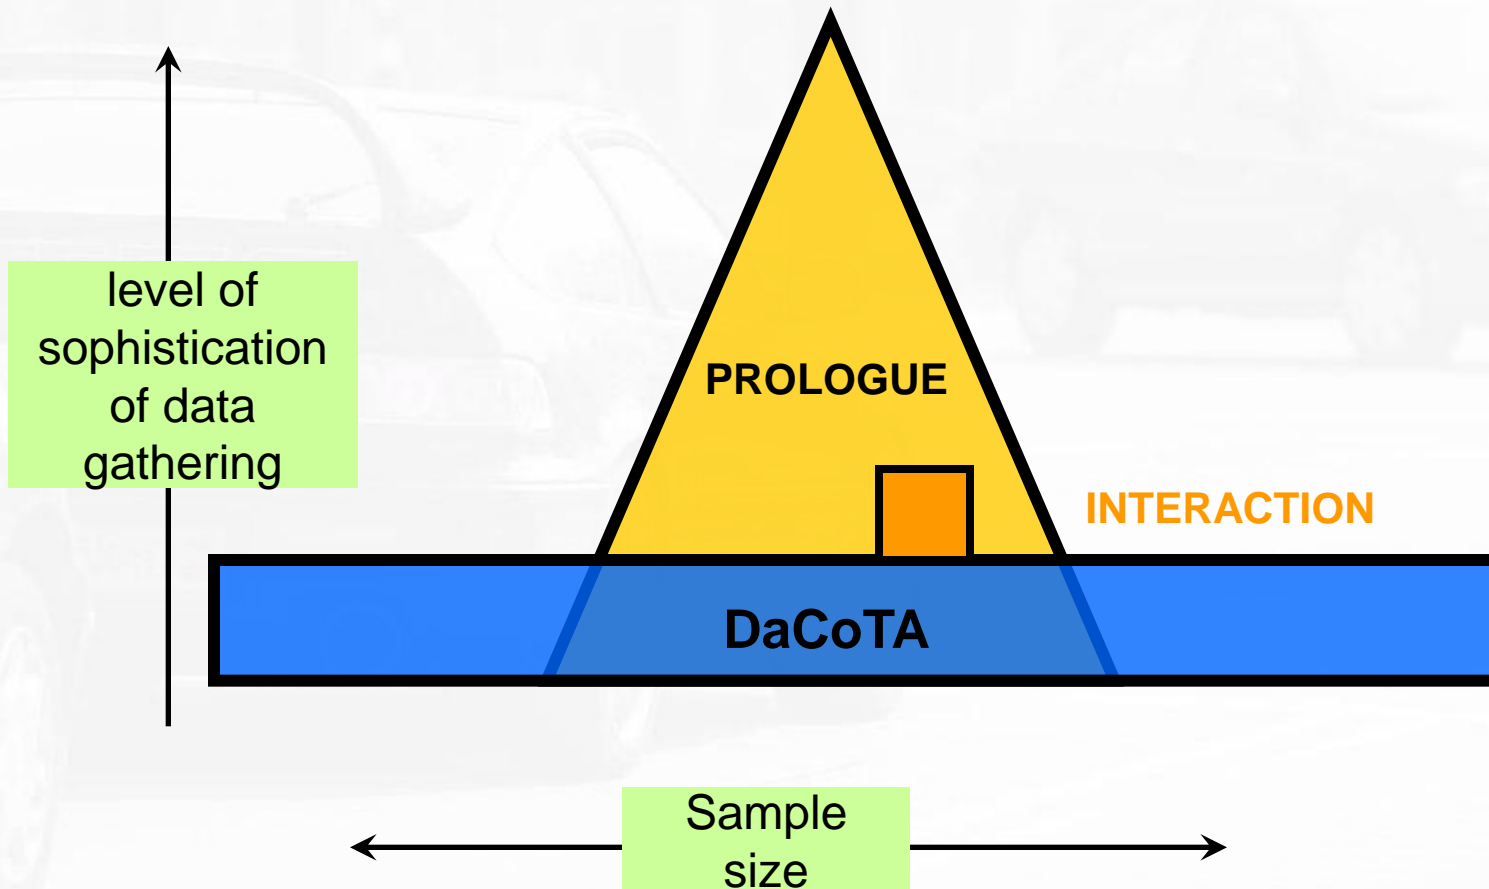 level of
sophistication
of data
gathering
PROLOGUE
INTERACTION
DaCoTA
Sample
size